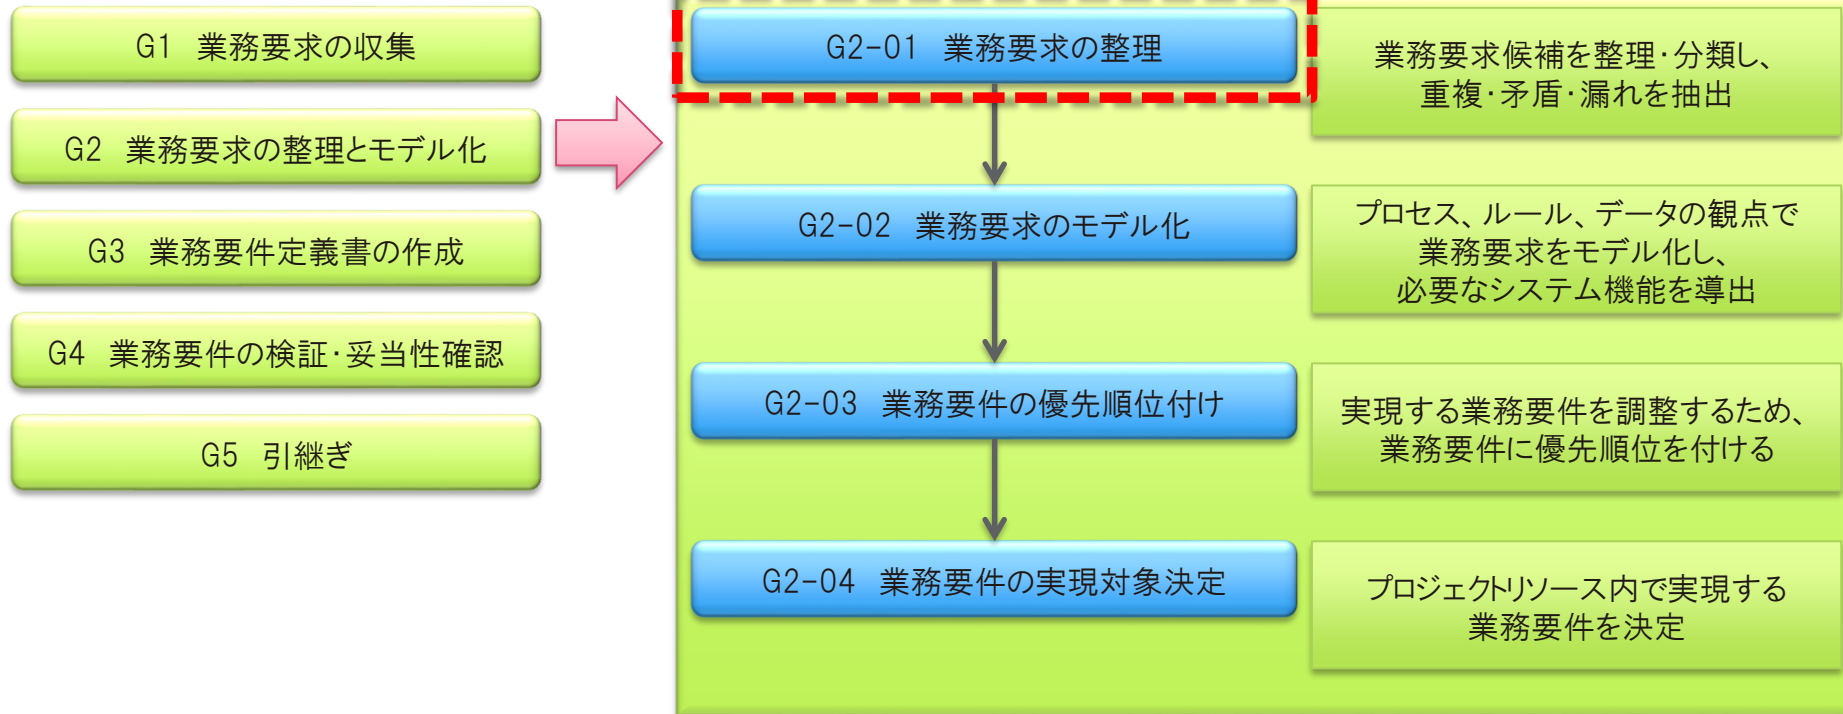 G1 業務要求の収集
G2 業務要求の整理とモデル化
G3 業務要件定義書の作成
G4 業務要件の検証・妥当性確認
G5 引継ぎ
G2-01 業務要求の整理
業務要求候補を整理・分類し、
重複・矛盾・漏れを抽出
G2-02 業務要求のモデル化
プロセス、ルール、データの観点で
業務要求をモデル化し、
必要なシステム機能を導出
G2-03 業務要件の優先順位付け
実現する業務要件を調整するため、
業務要件に優先順位を付ける
G2-04 業務要件の実現対象決定
プロジェクトリソース内で実現する
業務要件を決定